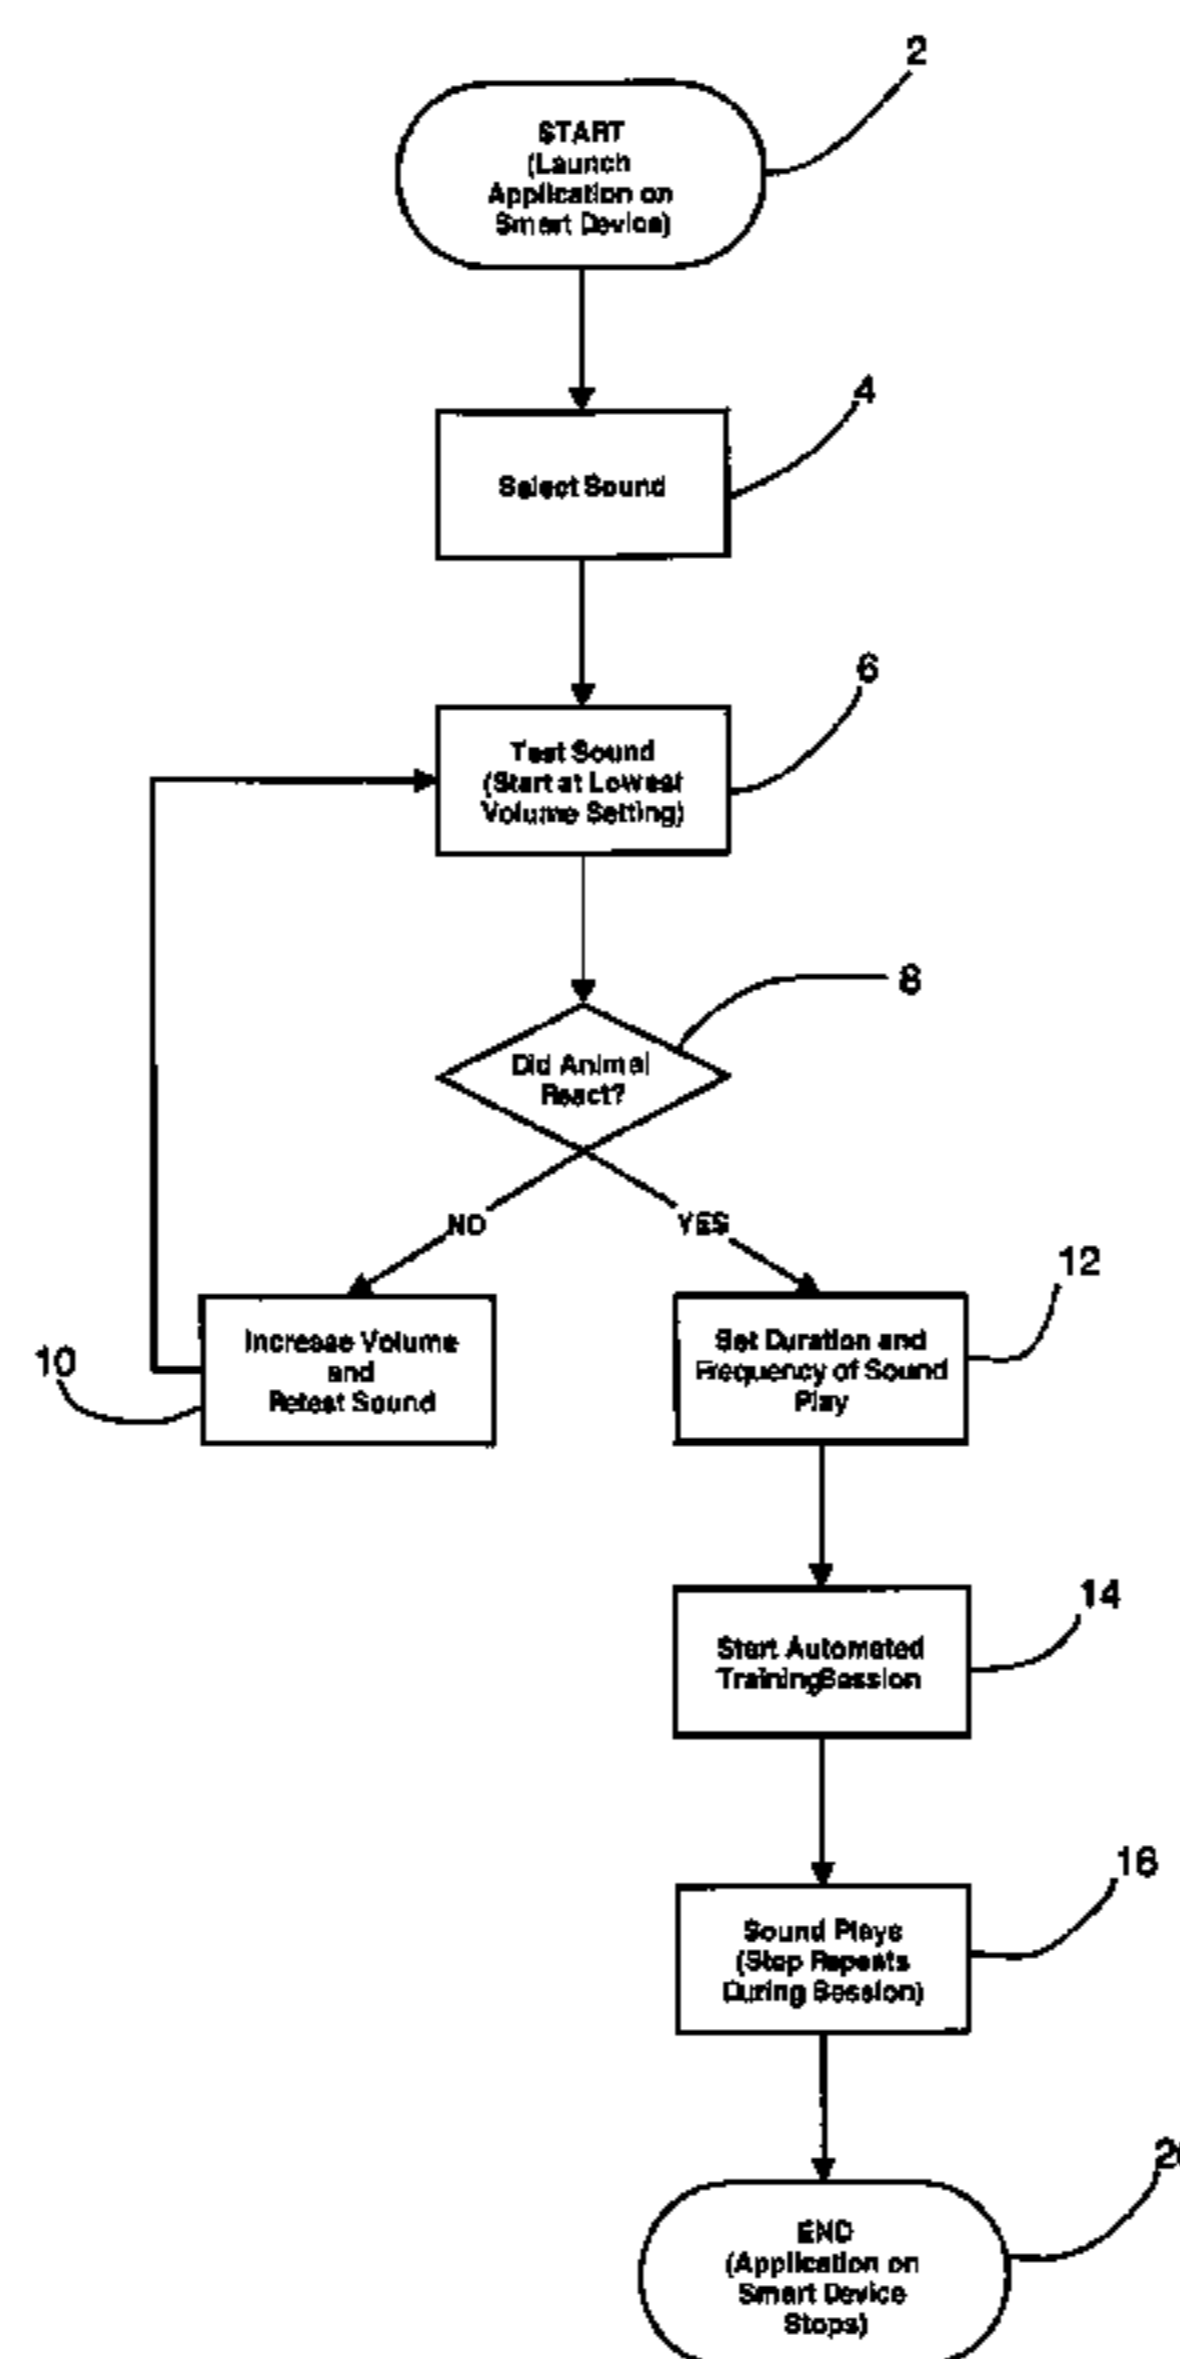 2
START
(Launch
Application on
Smart Device)
4
Select Sound
6
Test Sound
(Start at Lowest
Volume Setting)
8
Did Animal
React?
NO
YES
12
10
Increase Volume
and
Retest Sound
Set Duration and
Frequency of Sound
Play
14
Start Automated
Training Session
Sound Plays
(Step Repeats
During Session)
END
(Application on
Smart Device
Stops)